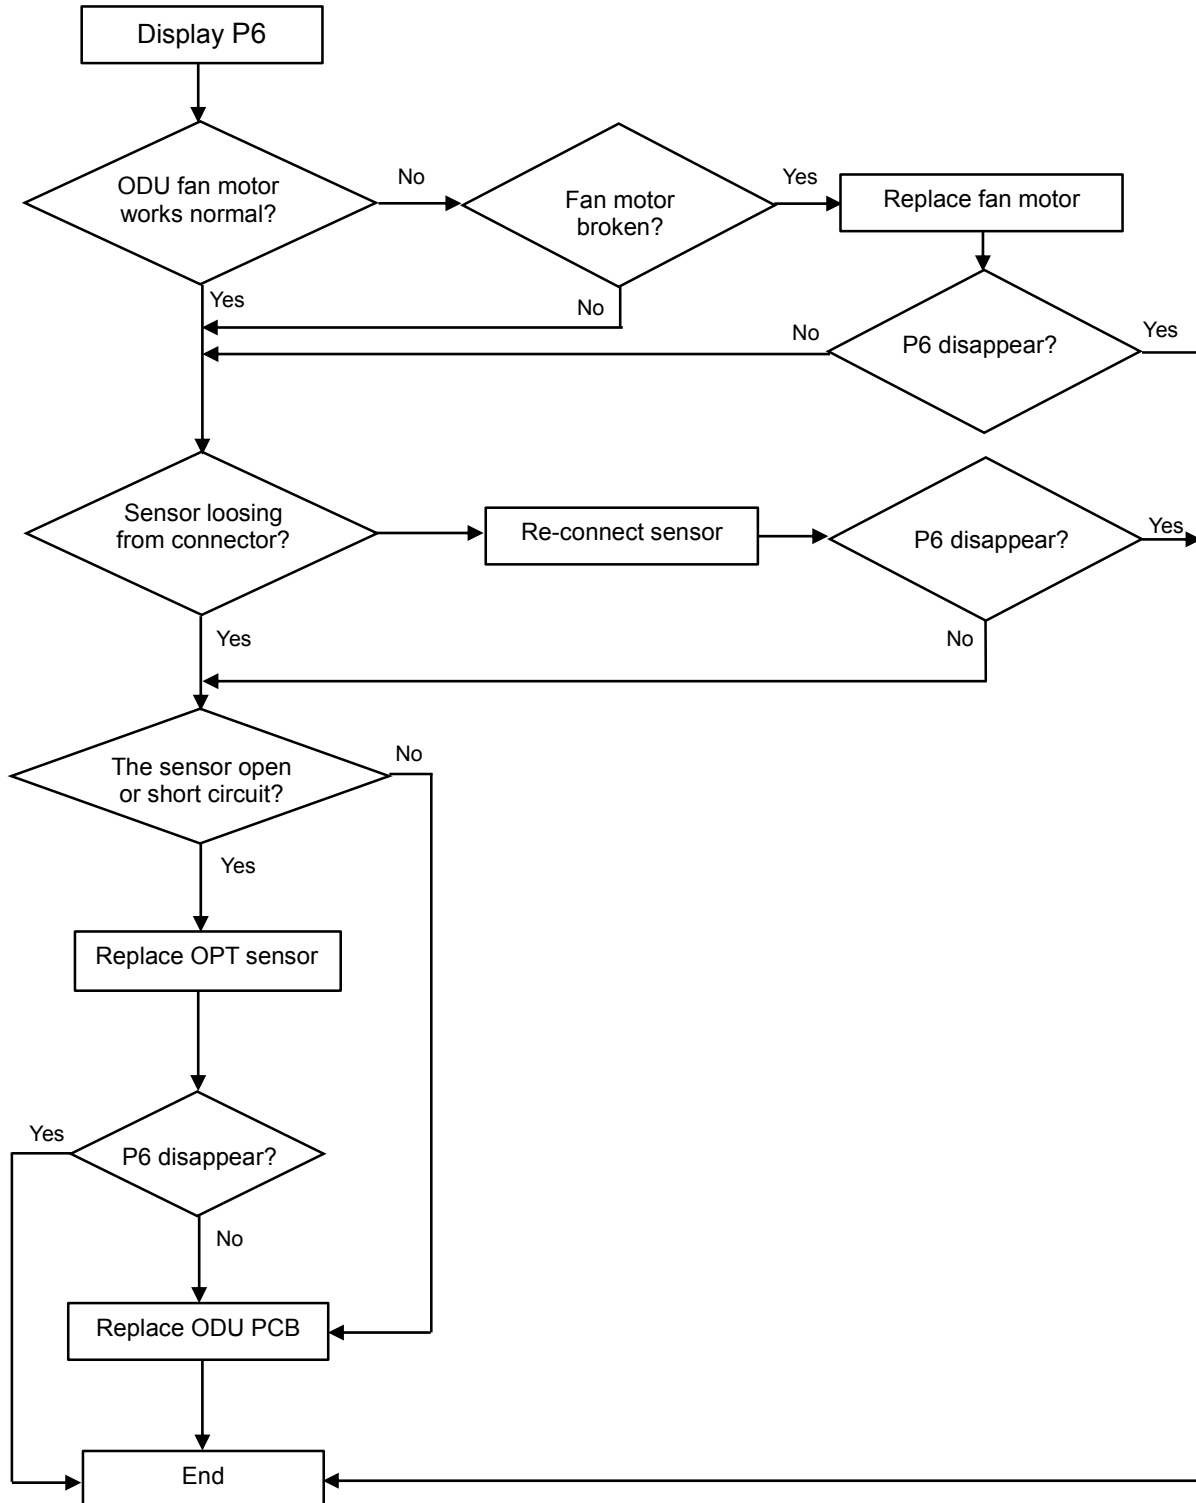 Display P6
ODU fan motor
works normal?
No
Fan motor
broken?
Yes
Replace fan motor
Yes
No
No
P6 disappear?
Yes
Sensor loosing
from connector?
Re-connect sensor
P6 disappear?
Yes
Yes
No
The sensor open
or short circuit?
No
Yes
Replace OPT sensor
Yes
P6 disappear?
No
Replace ODU PCB
End